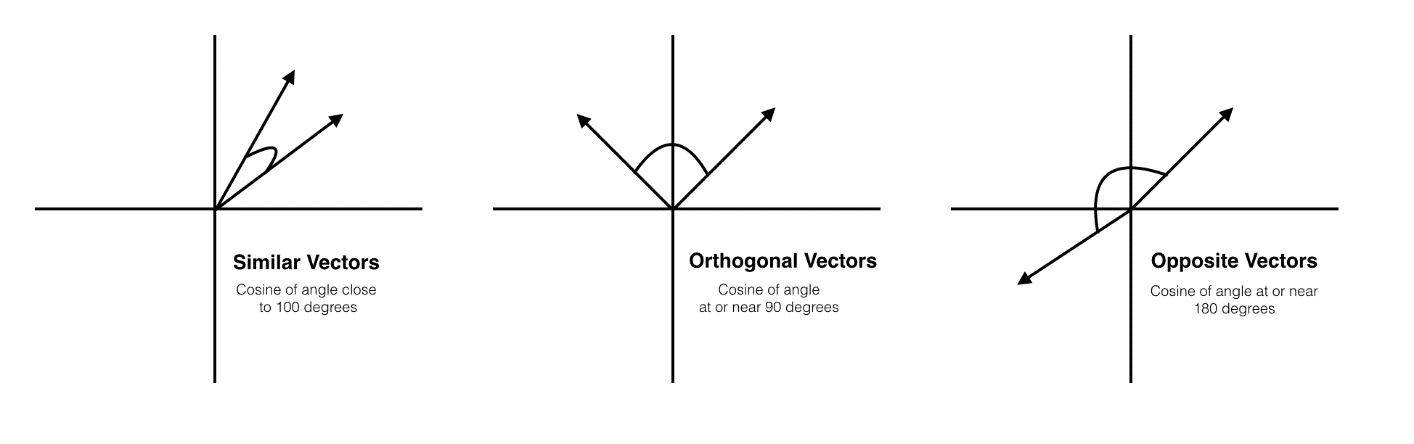 Similar Vectors
Cosine of angle close
to 100 degrees
Orthogonal Vectors
Cosine of angle
at or near 90 degrees
Opposite Vectors
Cosine of angle at or near
180 degrees